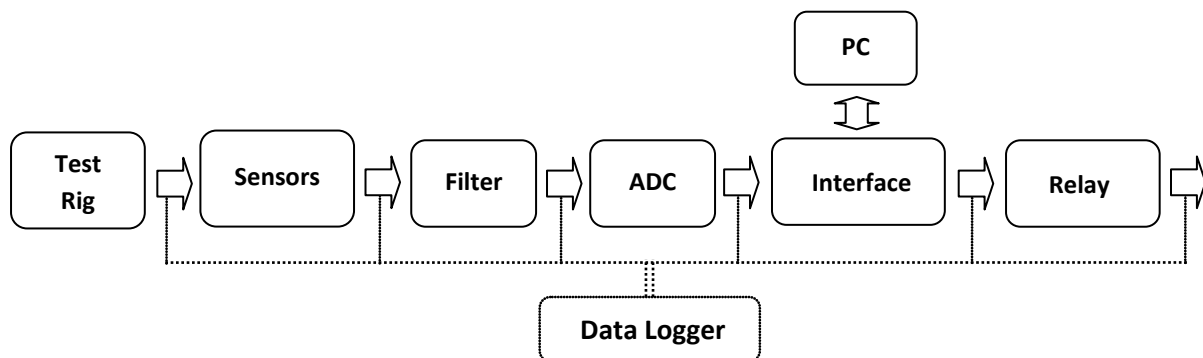 PC
Test
Rig
Sensors
Filter
ADC
Interface
Relay
Data Logger